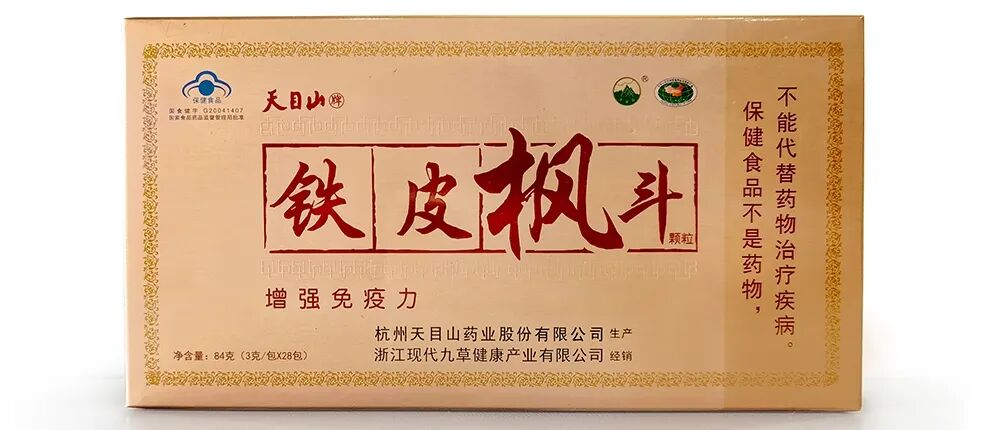 保健食品
国食健字 G20041407
国家食品药品监督管理局批准
天目山牌
®
铁皮枫斗
颗粒
增强免疫力
杭州天目山药业股份有限公司 生产
浙江现代九草健康产业有限公司 经销
净含量：84克（3克/包X28包）
保健食品不是药物，
不能代替药物治疗疾病。